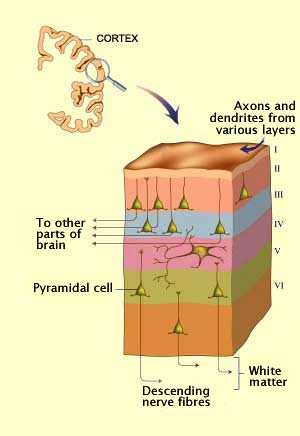 CORTEX
Axons and
dendrites from
various layers
I
II
III
IV
V
VI
To other
parts of
brain
Pyramidal cell
White
matter
Descending
nerve fibres